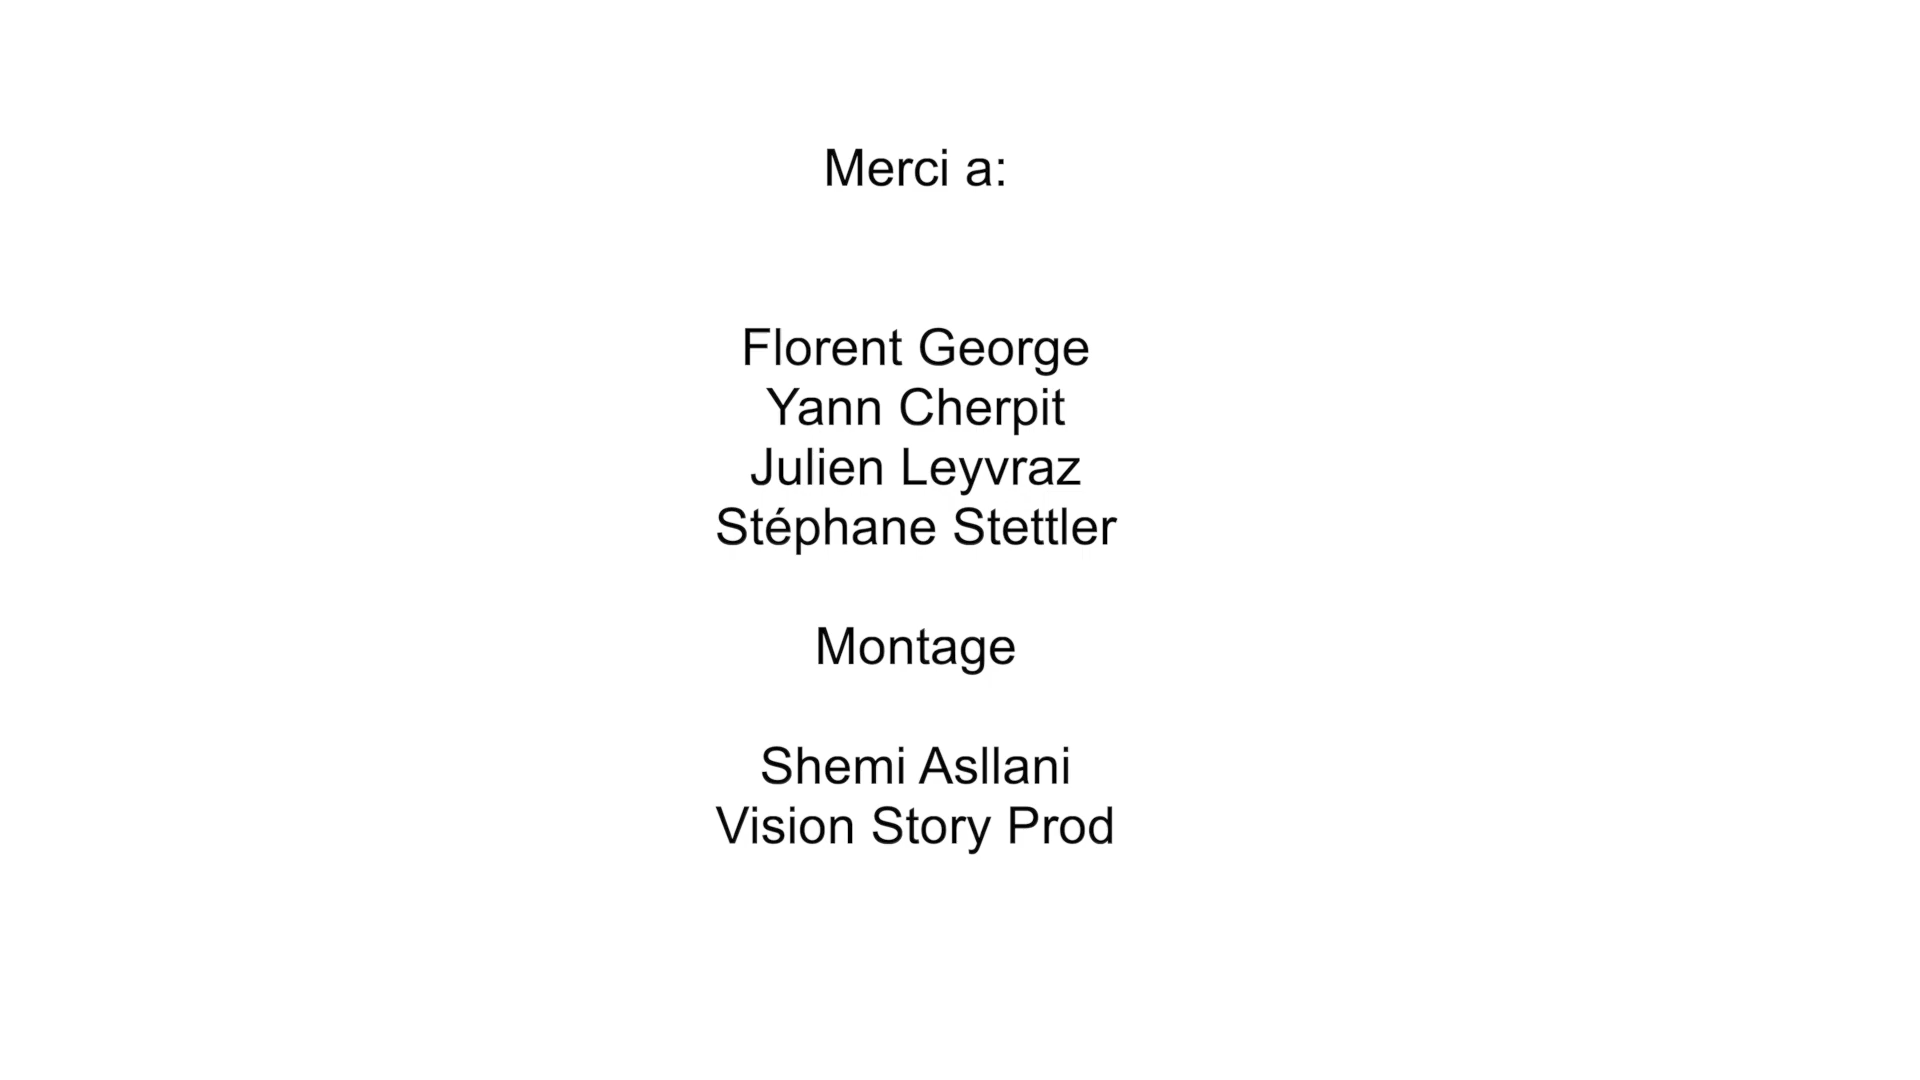 Merci a:
Florent George
Yann Cherpit
Julien Leyvraz
Stéphane Stettler
Montage
Shemi Asllani
Vision Story Prod